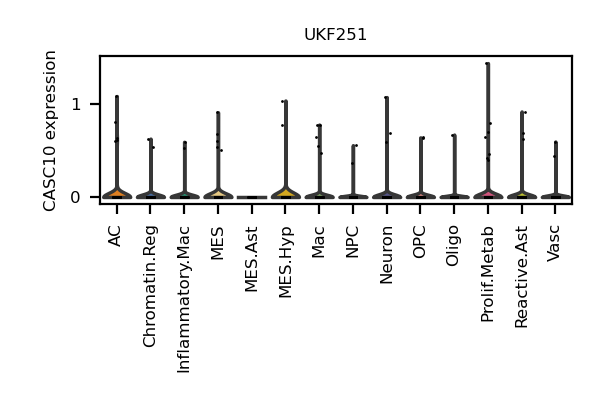 UKF251
CASC10 expression
1
0
AC
Chromatin.Reg
Inflammatory.Mac
MES
MES.Ast
MES.Hyp
Mac
NPC
Neuron
OPC
Oligo
Prolif.Metab
Reactive.Ast
Vasc